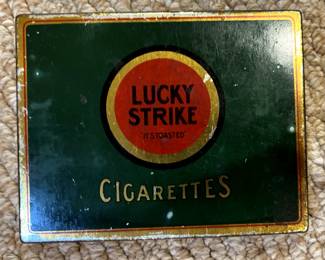 LUCKY
STRIKE
"IT'S TOASTED"
CIGARETTES